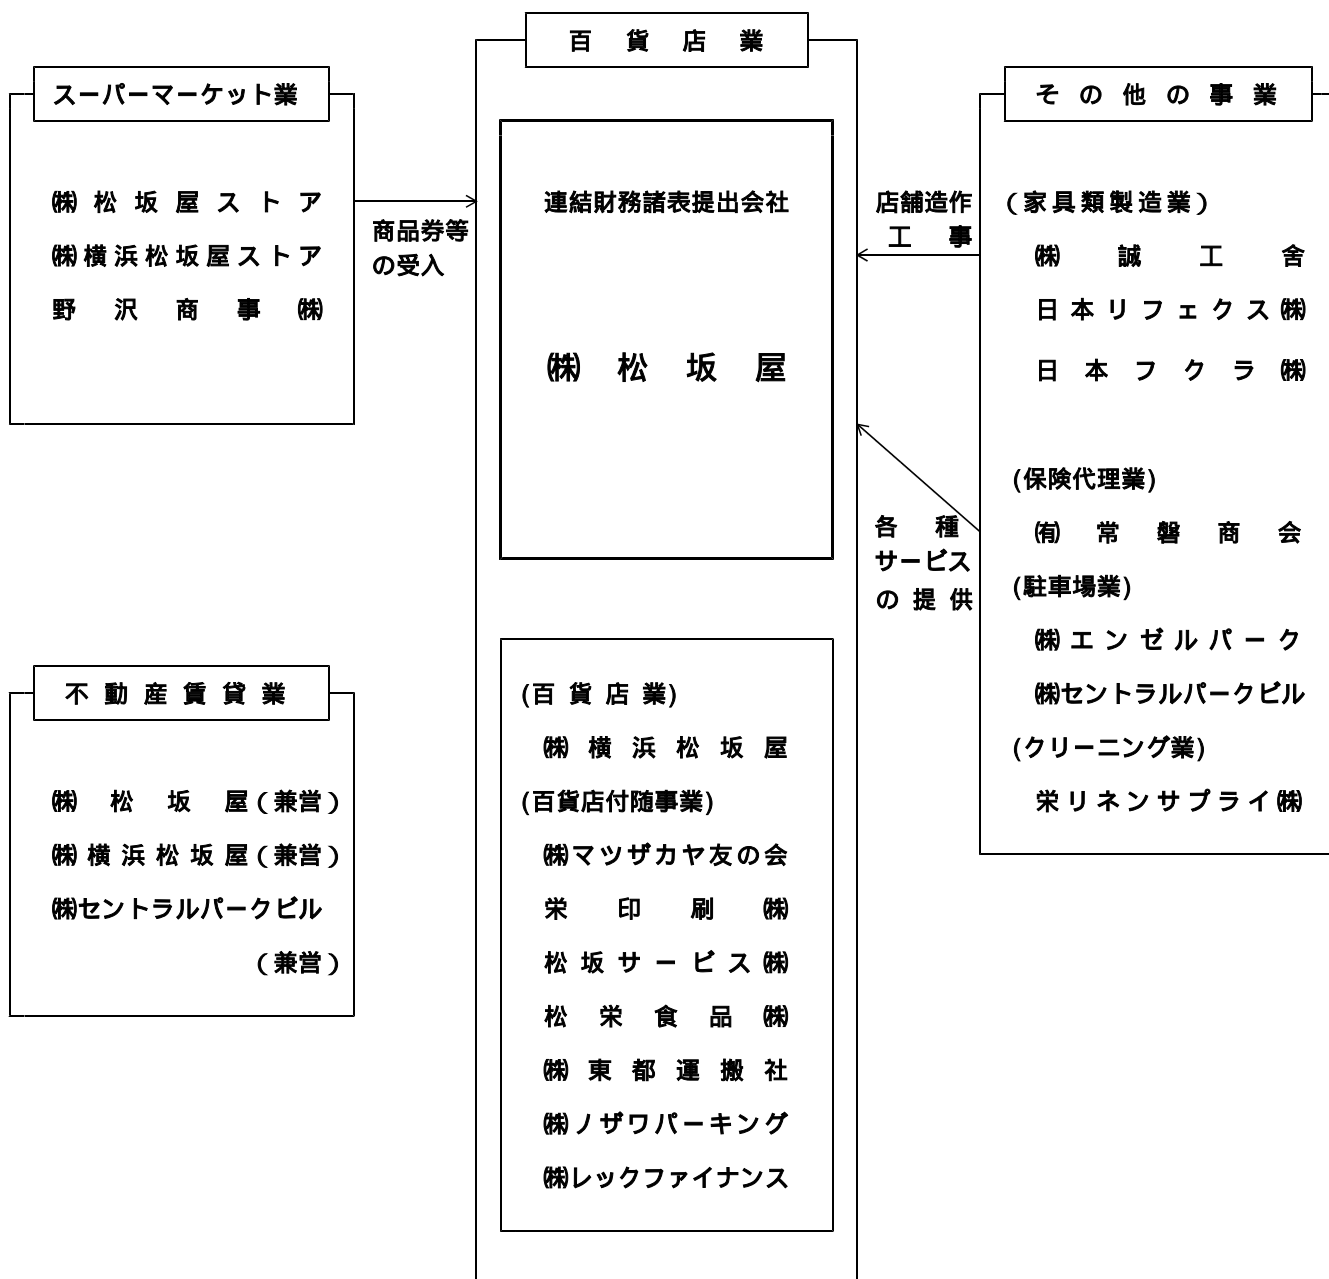 百貨店業
スーパーマーケット業
その他の事業
㈱松坂屋ストア
㈱横浜松坂屋ストア
野沢商事㈱
商品券等
の受入
連結財務諸表提出会社
㈱松坂屋
店舗造作
工事
(家具類製造業)
㈱誠工舎
日本リフェクス㈱
日本フクラ㈱
(保険代理業)
㈲常磐商会
(駐車場業)
㈱エンゼルパーク
㈱セントラルパークビル
(クリーニング業)
栄リネンサプライ㈱
各種
サービス
の提供
不動産賃貸業
㈱松坂屋(兼営)
㈱横浜松坂屋(兼営)
㈱セントラルパークビル
(兼営)
(百貨店業)
㈱横浜松坂屋
(百貨店付随事業)
㈱マツザカヤ友の会
栄印刷㈱
松坂サービス㈱
松栄食品㈱
㈱東都運搬社
㈱ノザワパーキング
㈱レックファイナンス